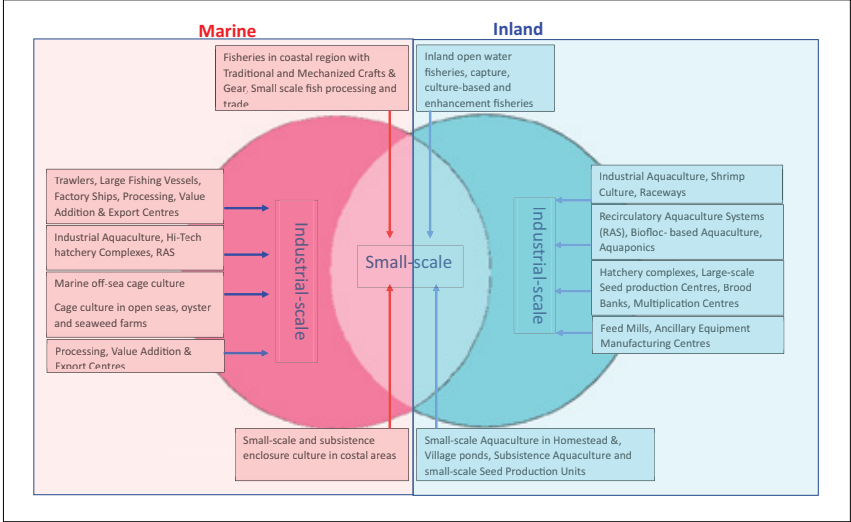 Marine
Inland
Fisheries in coastal region with
Traditional and Mechanized Crafts &
Gear, Small scale fish processing and
trade
Inland open water
fisheries, capture,
culture-based and
enhancement fisheries
Trawlers, Large Fishing Vessels,
Factory Ships, Processing, Value
Addition & Export Centres
Industrial Aquaculture, Hi-Tech
hatchery Complexes, RAS
Marine off-sea cage culture
Cage culture in open seas, oyster
and seaweed farms
Processing, Value Addition &
Export Centres
Industrial-scale
Small-scale
Industrial-scale
Industrial Aquaculture, Shrimp
Culture, Raceways
Recirculatory Aquaculture Systems
(RAS), Biofloc- based Aquaculture,
Aquaponics
Hatchery complexes, Large-scale
Seed production Centres, Brood
Banks, Multiplication Centres
Feed Mills, Ancillary Equipment
Manufacturing Centres
Small-scale and subsistence
enclosure culture in costal areas
Small-scale Aquaculture in Homestead &,
Village ponds, Subsistence Aquaculture and
small-scale Seed Production Units